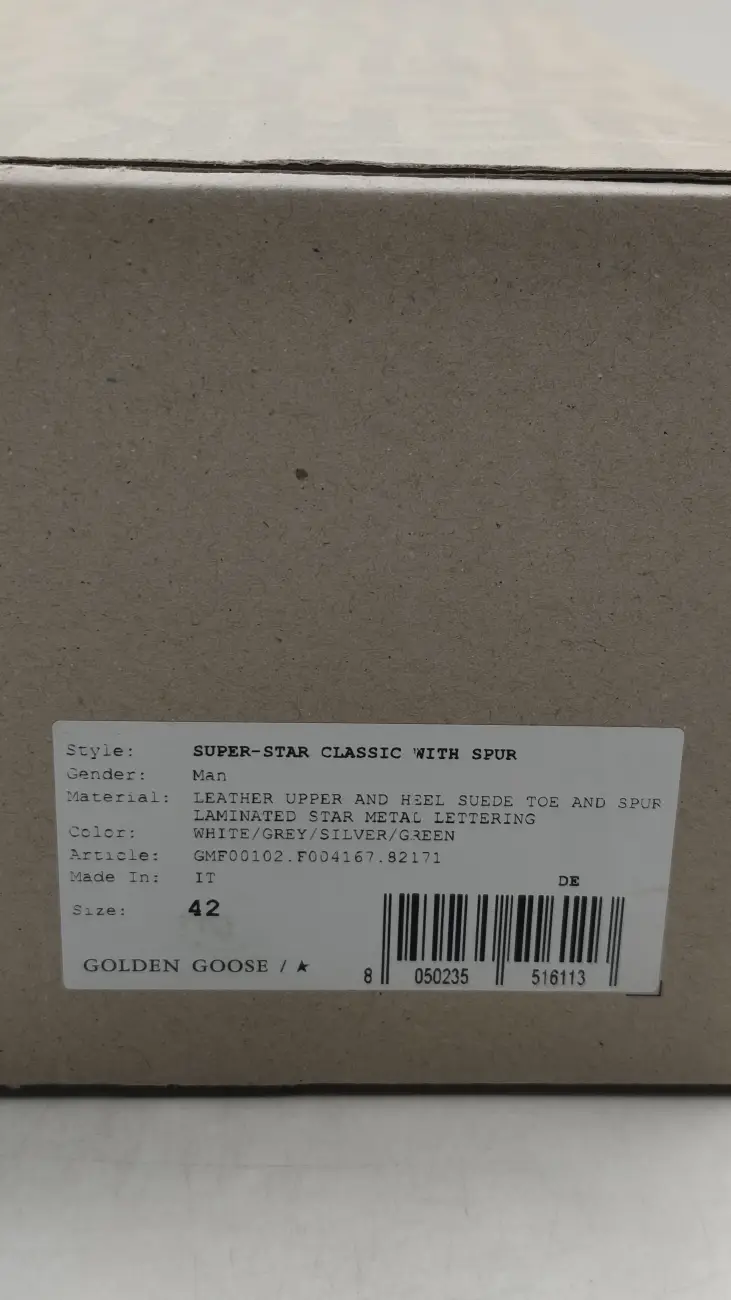 Style: SUPER-STAR CLASSIC WITH SPUR
Gender: Man
Material: LEATHER UPPER AND HEEL SUEDE TOE AND SPUR
LAMINATED STAR METAL LETTERING
Color: WHITE/GREY/SILVER/GREEN
Article: GMF00102.F004167.82171
Made In: IT
DE
Size: 42
GOLDEN GOOSE / ★
8 050235 516113